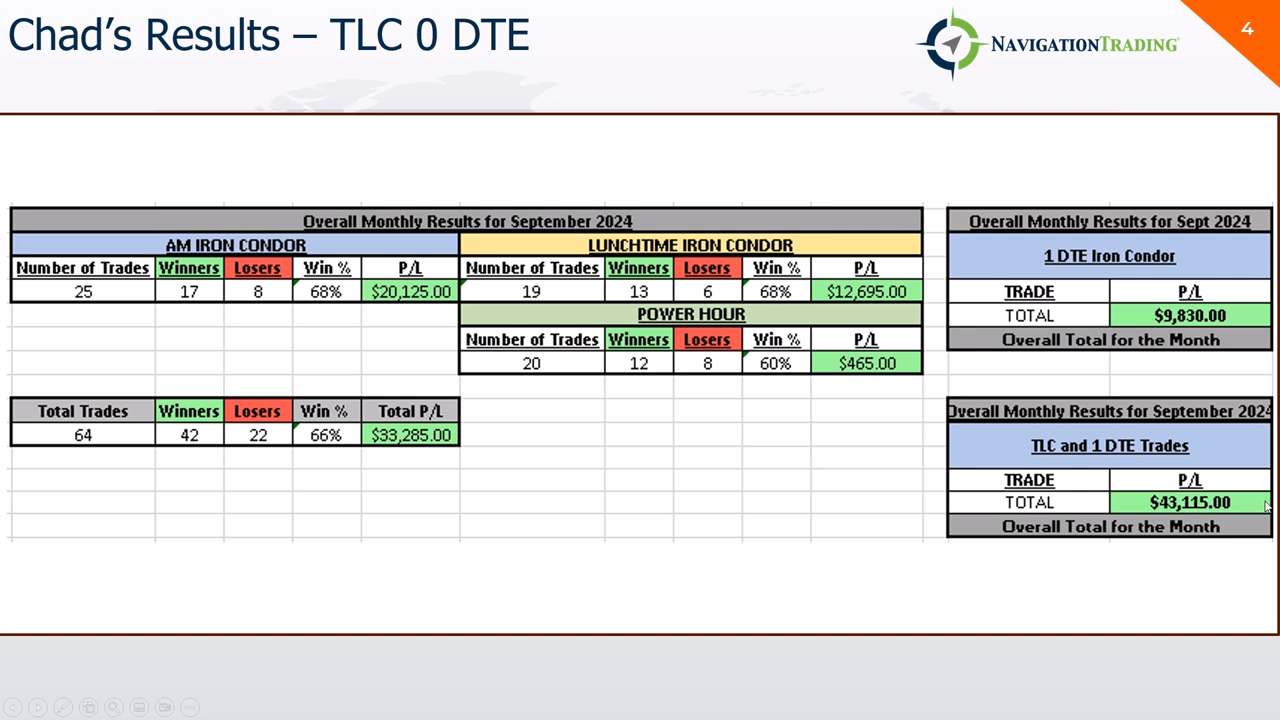 Chad's Results – TLC 0 DTE
NAVIGATIONTRADING
4
Overall Monthly Results for September 2024
AM IRON CONDOR LUNCHTIME IRON CONDOR
Number of Trades Winners Losers Win % P/L Number of Trades Winners Losers Win % P/L
25 17 8 68% $20,125.00 19 13 6 68% $12,695.00
POWER HOUR
Number of Trades Winners Losers Win % P/L
20 12 8 60% $465.00
Total Trades Winners Losers Win % Total P/L
64 42 22 66% $33,285.00
Overall Monthly Results for Sept 2024
1 DTE Iron Condor
TRADE P/L
TOTAL $9,830.00
Overall Total for the Month
Overall Monthly Results for September 2024
TLC and 1 DTE Trades
TRADE P/L
TOTAL $43,115.00
Overall Total for the Month